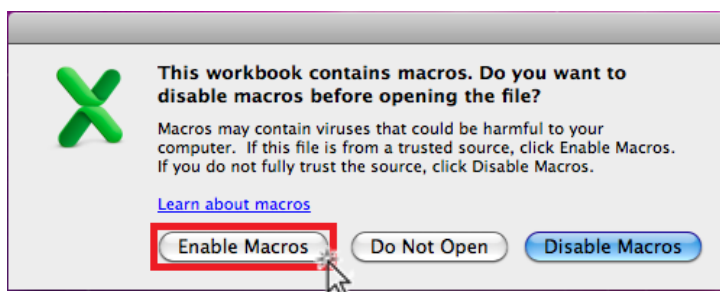 This workbook contains macros. Do you want to
disable macros before opening the file?
Macros may contain viruses that could be harmful to your
computer.  If this file is from a trusted source, click Enable Macros.
If you do not fully trust the source, click Disable Macros.
Learn about macros
Enable Macros Do Not Open Disable Macros